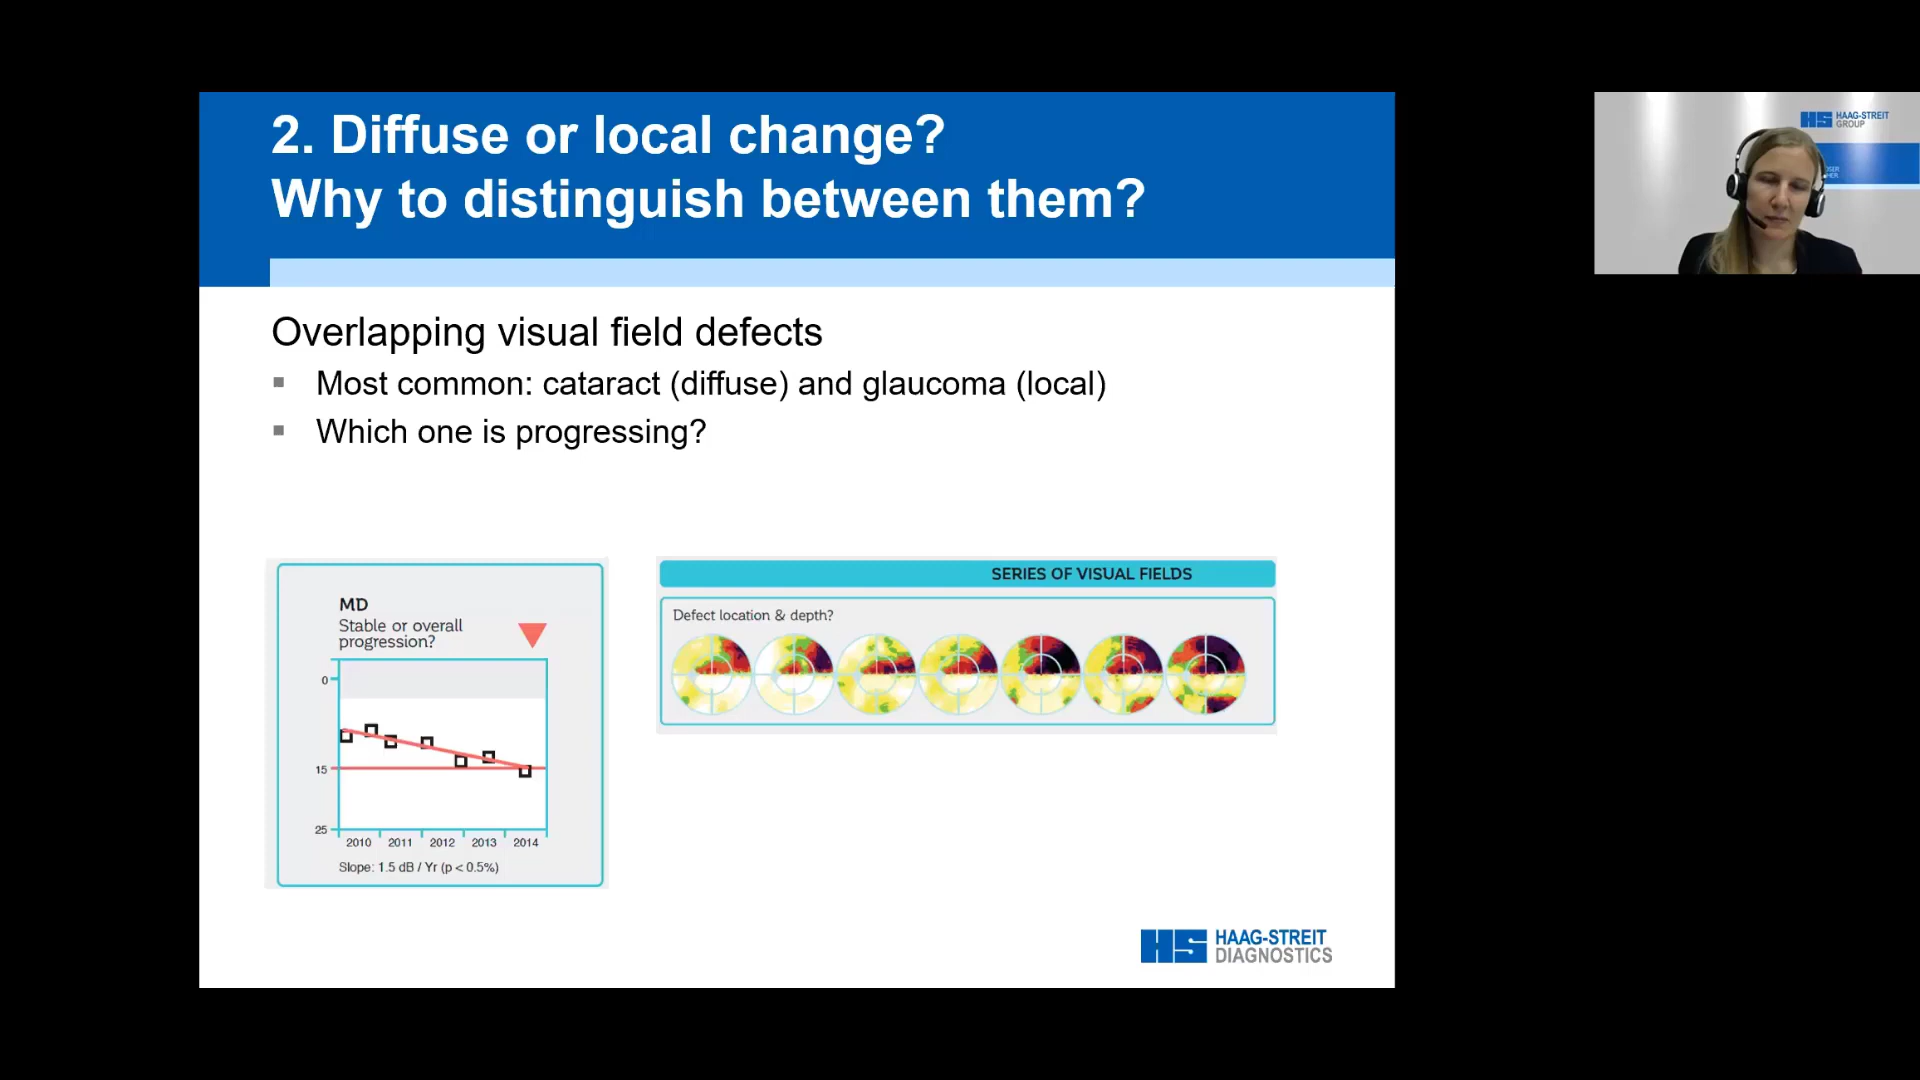 2. Diffuse or local change?
Why to distinguish between them?
Overlapping visual field defects
▪ Most common: cataract (diffuse) and glaucoma (local)
▪ Which one is progressing?
MD
Stable or overall
progression?
0
15
25
2010 2011 2012 2013 2014
Slope: 1.5 dB / Yr (p < 0.5%)
SERIES OF VISUAL FIELDS
Defect location & depth?
HS HAAG-STREIT
DIAGNOSTICS
HS HAAG-STREIT
GROUP